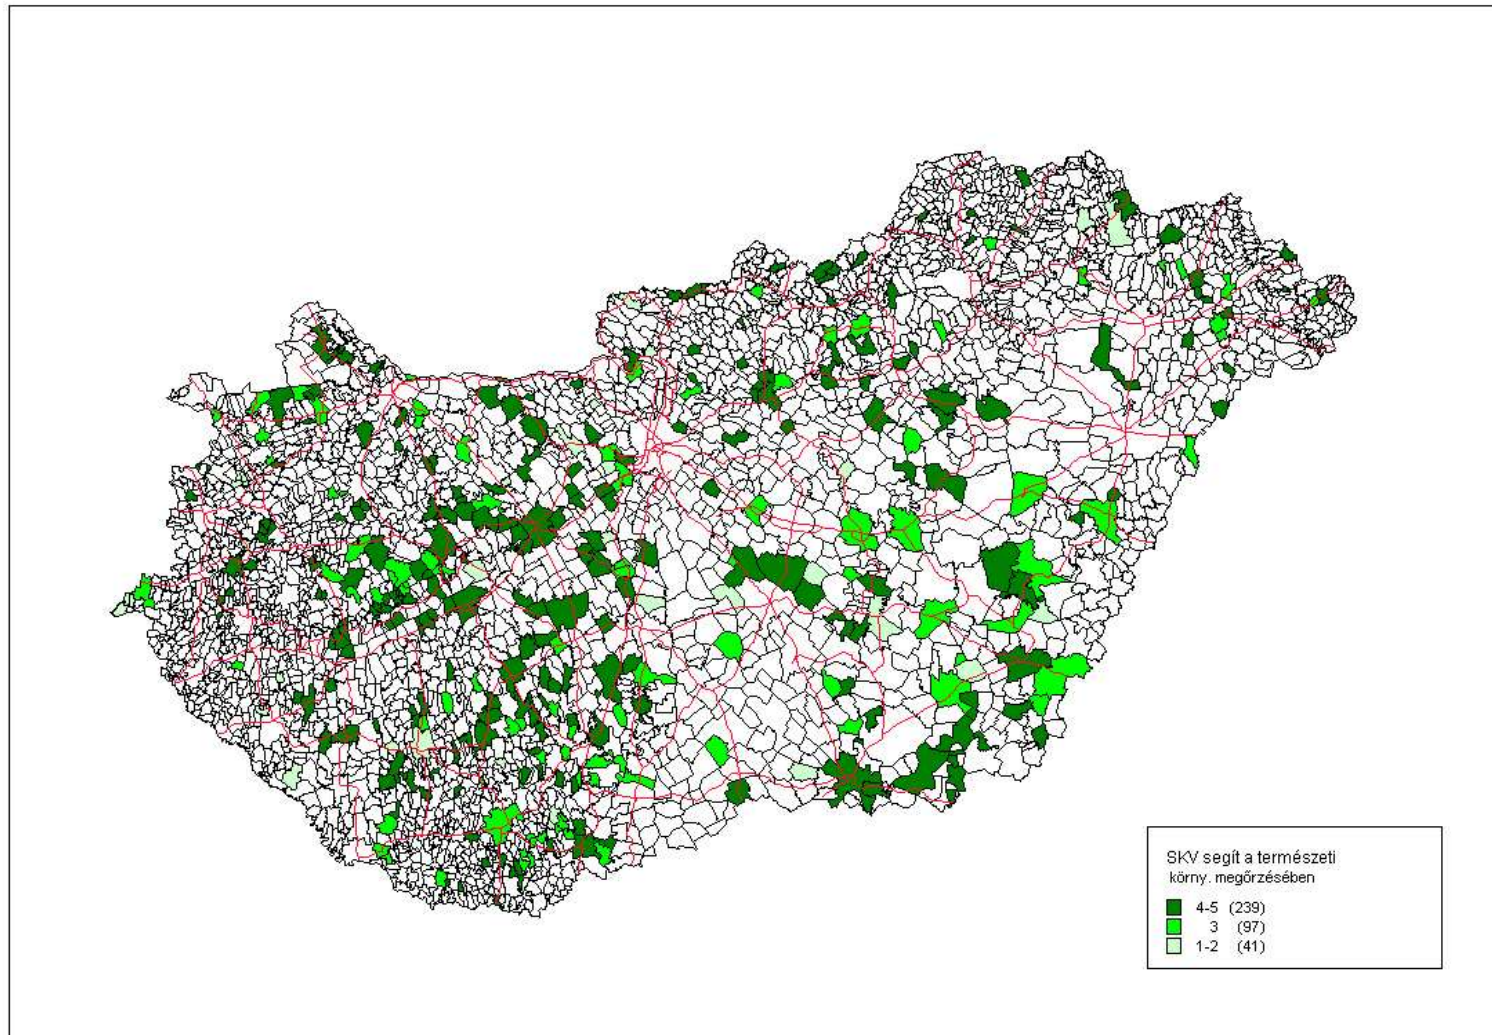 SKV segít a természeti
körny. megőrzésében
4-5 (239)
3 (97)
1-2 (41)